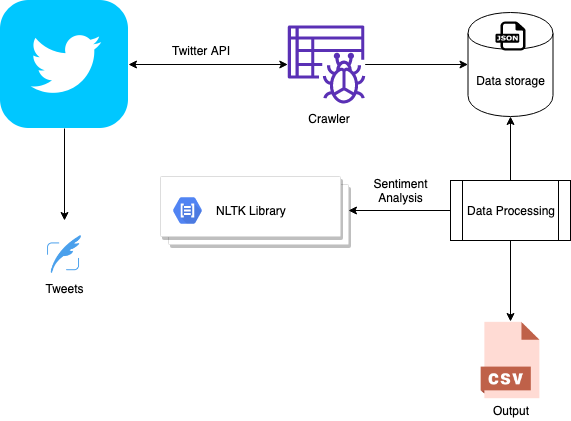 Twitter API
JSON
Data storage
Crawler
Sentiment
Analysis
NLTK Library
Data Processing
Tweets
CSV
Output